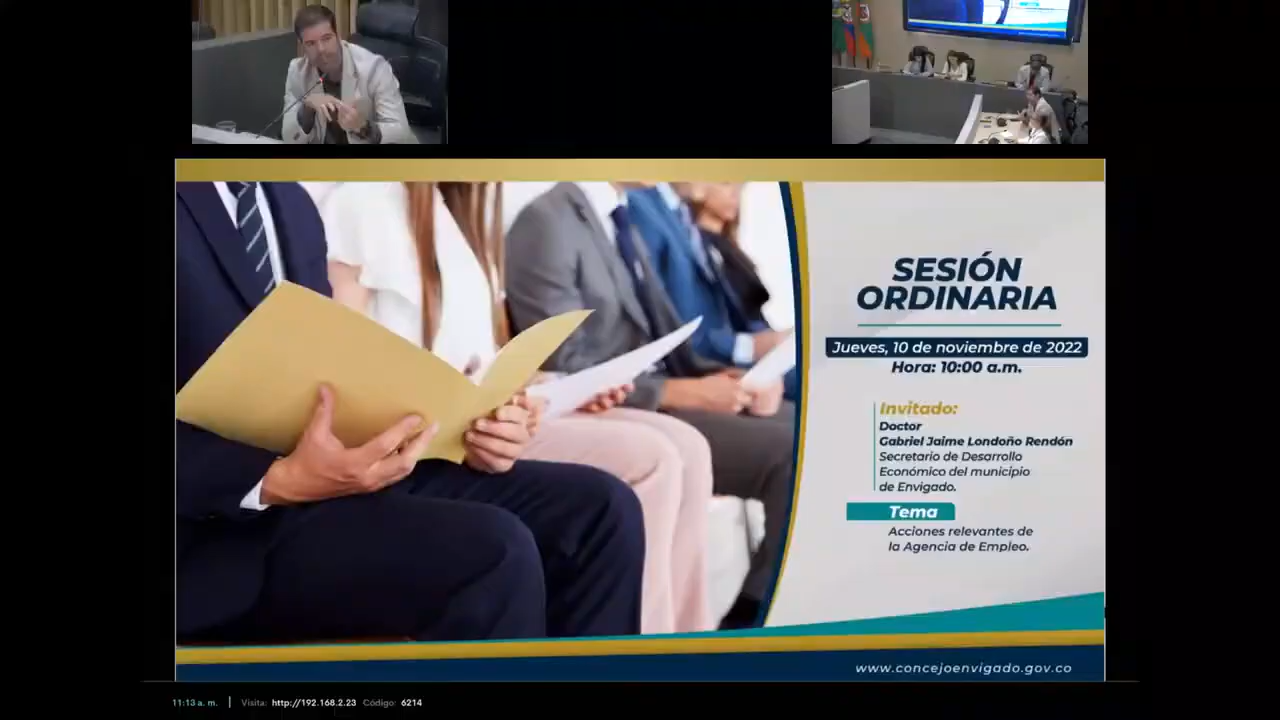 SESIÓN
ORDINARIA
Jueves, 10 de noviembre de 2022
Hora: 10:00 a.m.
Invitado:
Doctor
Gabriel Jaime Londoño Rendón
Secretario de Desarrollo
Económico del municipio
de Envigado.
Tema
Acciones relevantes de
la Agencia de Empleo.
www.concejoenvigado.gov.co
11:13 a. m. | Visita: http://192.168.2.23 Código: 6214